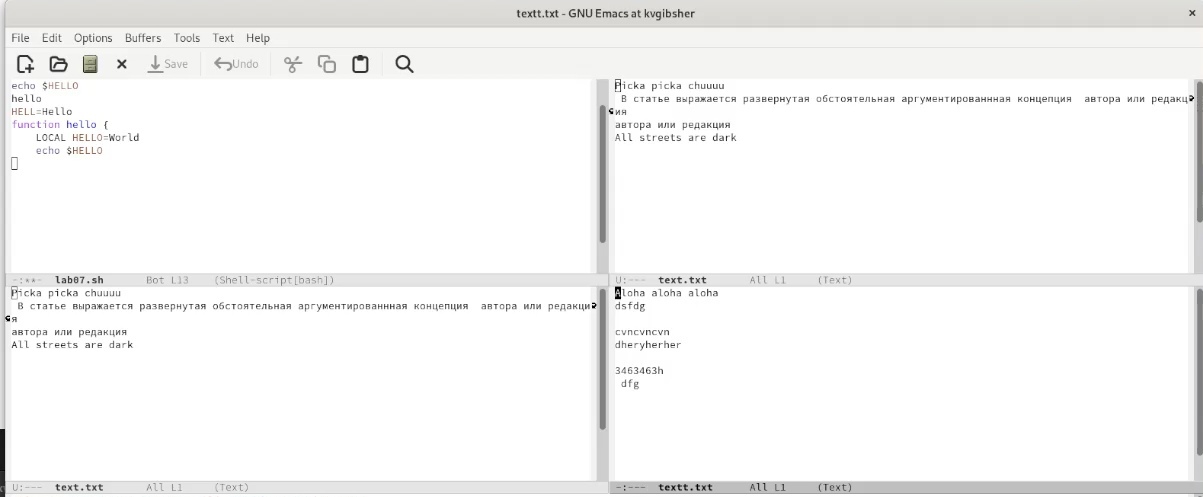 textt.txt - GNU Emacs at kvgibsher
File Edit Options Buffers Tools Text Help
Save Undo
echo $HELLO
hello
HELL=Hello
function hello {
    LOCAL HELLO=World
    echo $HELLO
-:**- lab07.sh Bot L13 (Shell-script[bash])
Picka picka chuuuu
 В статье выражается развернутая обстоятельная аргументированнная концепция  автора или редакц
ия
автора или редакция
All streets are dark
U:--- text.txt All L1 (Text)
Picka picka chuuuu
 В статье выражается развернутая обстоятельная аргументированнная концепция  автора или редакци
я
автора или редакция
All streets are dark
U:--- text.txt All L1 (Text)
Aloha aloha aloha
dsfdg
cvncvncvn
dheryherher
3463463h
 dfg
-:--- textt.txt All L1 (Text)